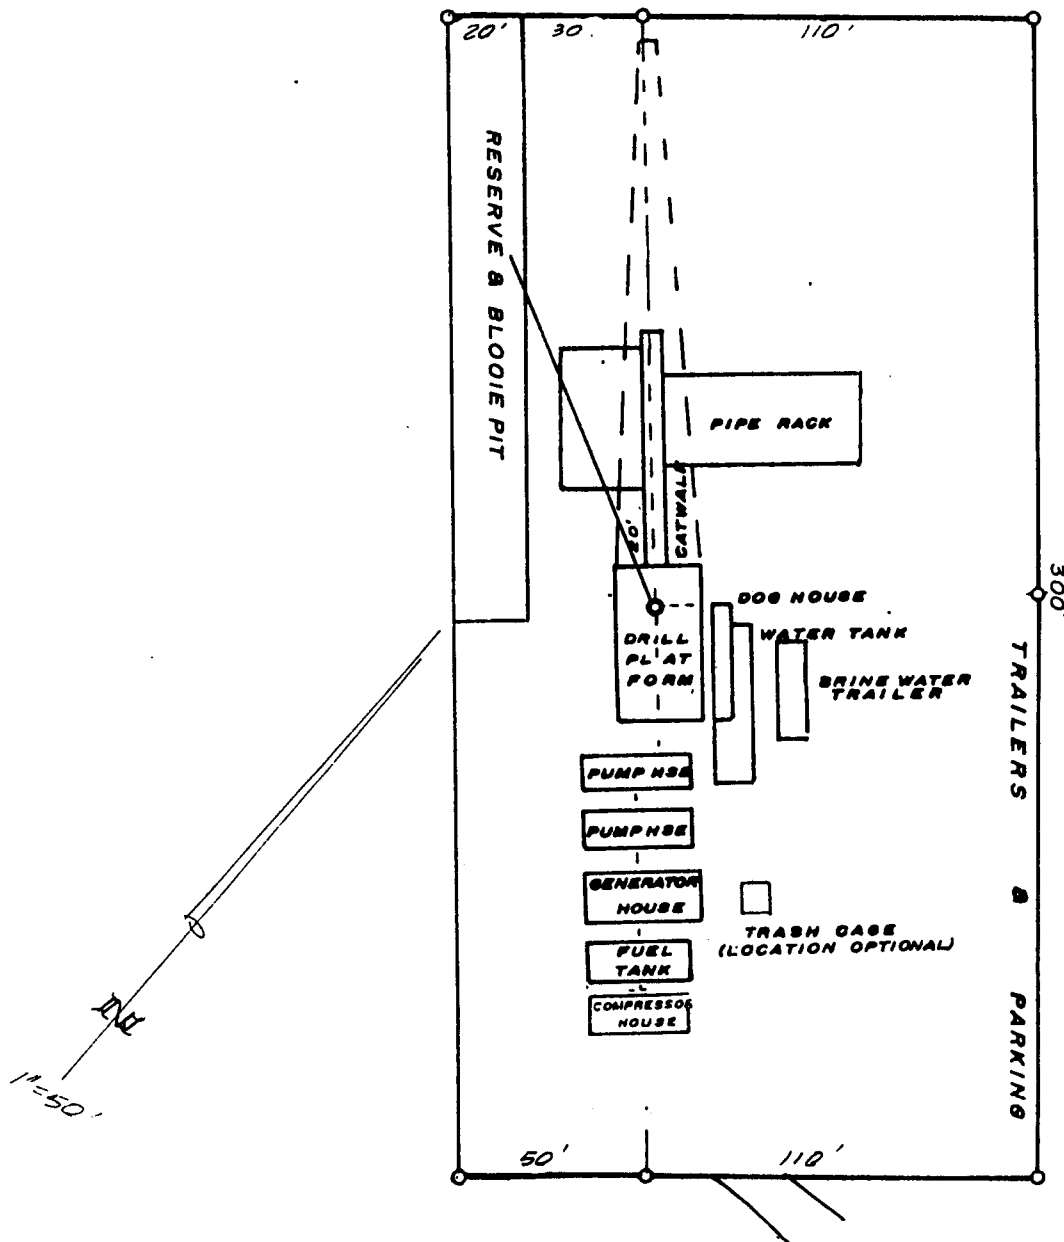 20' 30. 110'
RESERVE & BLOOIE PIT
PIPE RACK
CATWALK
300'
DOG HOUSE
WATER TANK
DRILL
PLAT
FORM
BRINE WATER
TRAILER
TRAILERS & PARKING
PUMP HSE
PUMP HSE
GENERATOR
HOUSE
TRASH CAGE
(LOCATION OPTIONAL)
FUEL
TANK
COMPRESSOR
HOUSE
N
1"=50'
50' 110'